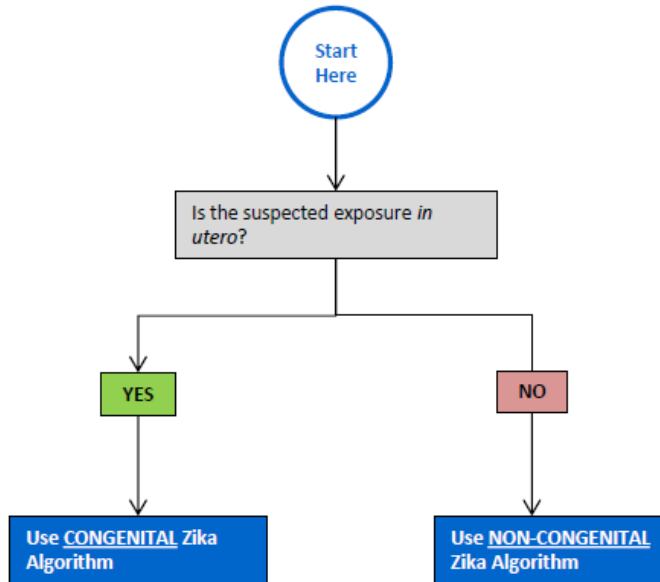 Start
Here
Is the suspected exposure in
utero?
YES
NO
Use CONGENITAL Zika
Algorithm
Use NON-CONGENITAL
Zika Algorithm